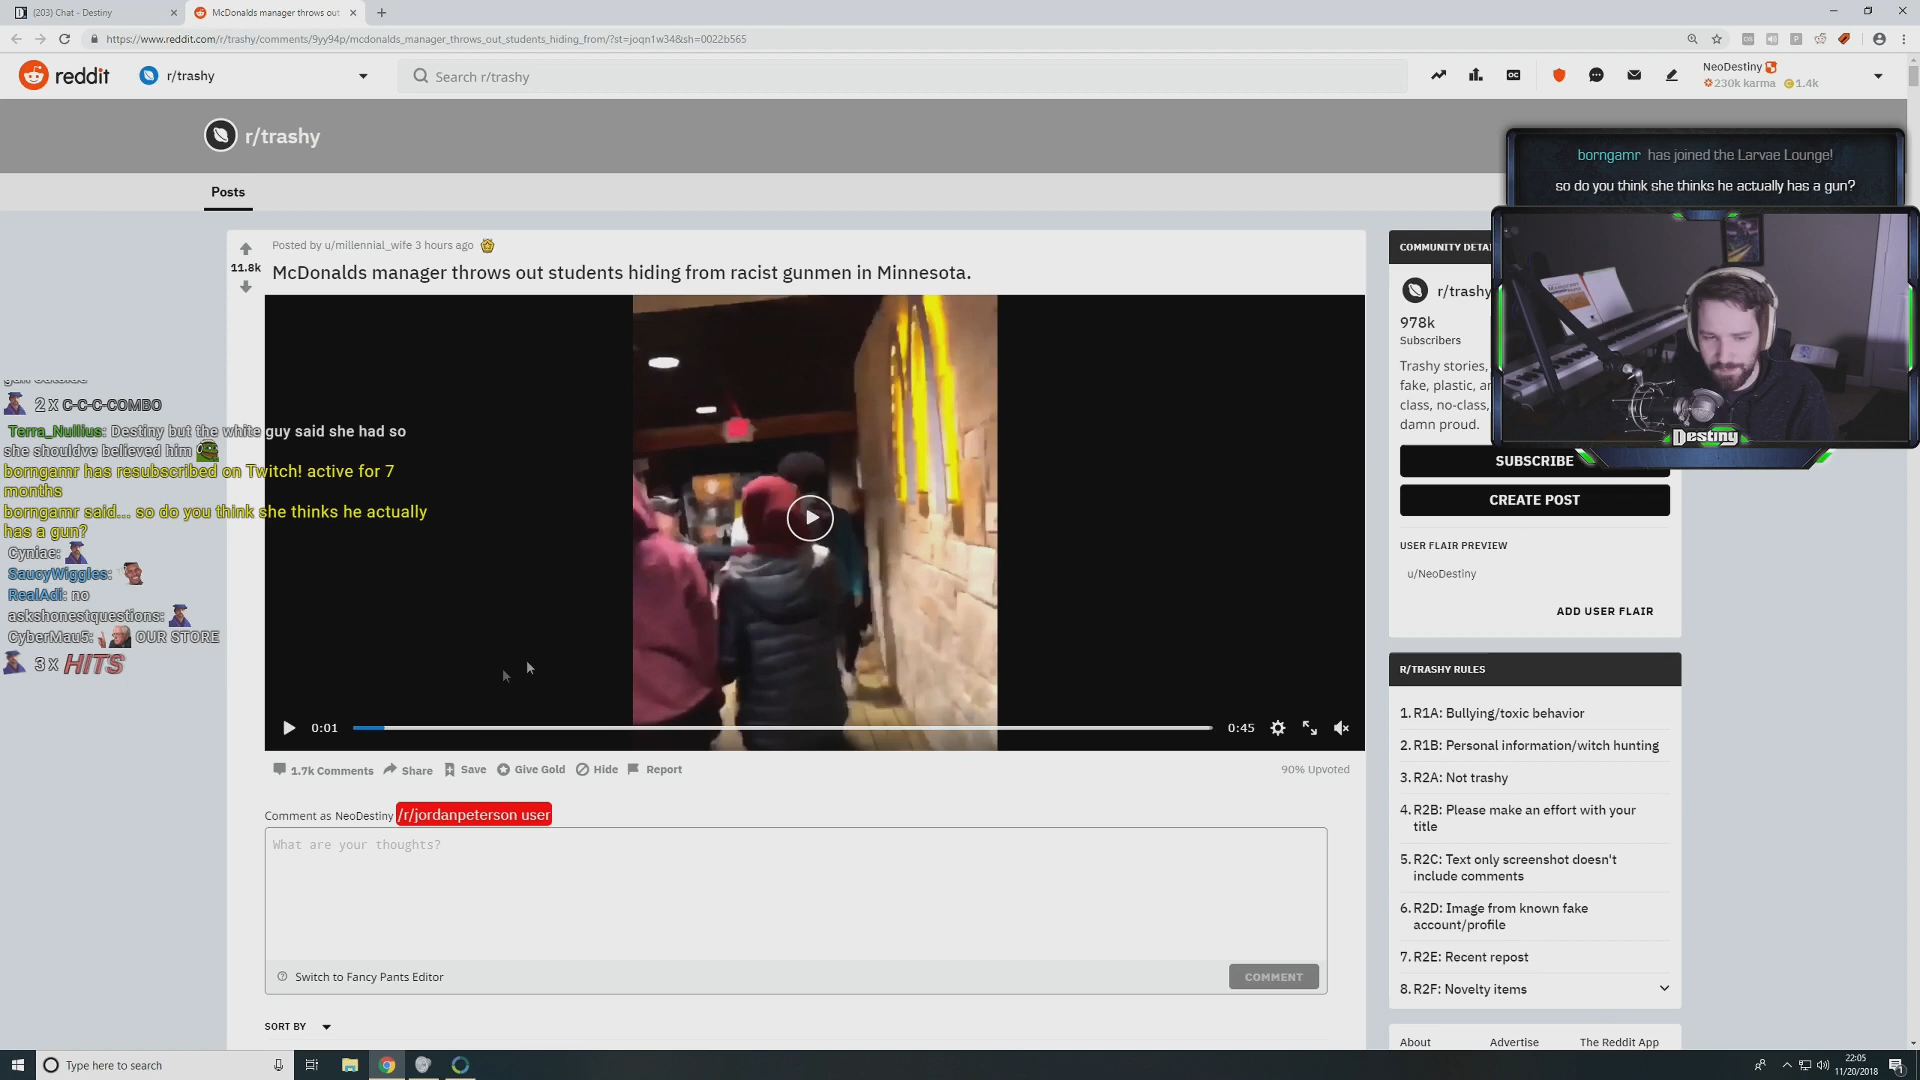 (203) Chat - Destiny
McDonalds manager throws out
https://www.reddit.com/r/trashy/comments/9yy94p/mcdonalds_manager_throws_out_students_hiding_from/?st=joqn1w34&sh=0022b565
reddit
r/trashy
Search r/trashy
NeoDestiny
230k karma 1.4k
r/trashy
borngamr has joined the Larvae Lounge!
so do you think she thinks he actually has a gun?
Posts
Posted by u/millennial_wife 3 hours ago
11.8k
McDonalds manager throws out students hiding from racist gunmen in Minnesota.
COMMUNITY DETA
r/trashy
978k
Subscribers
Trashy stories,
fake, plastic, a
class, no-class,
damn proud.
Destiny
SUBSCRIBE
CREATE POST
USER FLAIR PREVIEW
u/NeoDestiny
ADD USER FLAIR
2 X C-C-C-COMBO
Terra_Nullius: Destiny but the white guy said she had so
she shouldve believed him
borngamr has resubscribed on Twitch! active for 7
months
borngamr said... so do you think she thinks he actually
has a gun?
Cyniae:
SaucyWiggles:
RealAdi: no
askshonestquestions:
CyberMau5: OUR STORE
3 X HITS
0:01
0:45
1.7k Comments Share Save Give Gold Hide Report
90% Upvoted
Comment as NeoDestiny /r/jordanpeterson user
What are your thoughts?
Switch to Fancy Pants Editor
COMMENT
SORT BY
R/TRASHY RULES
1. R1A: Bullying/toxic behavior
2. R1B: Personal information/witch hunting
3. R2A: Not trashy
4. R2B: Please make an effort with your
title
5. R2C: Text only screenshot doesn't
include comments
6. R2D: Image from known fake
account/profile
7. R2E: Recent repost
8. R2F: Novelty items
About
Advertise
The Reddit App
Type here to search
22:05
11/20/2018